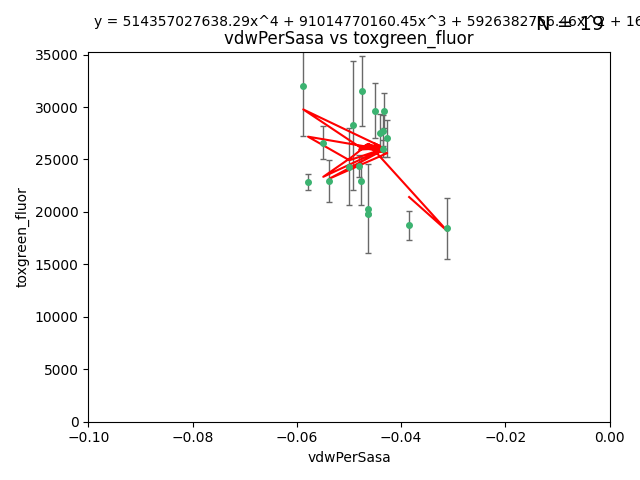 y = 514357027638.29x^4 + 91014770160.45x^3 + 5926382766.46x^2 + 16
N = 19
vdwPerSasa vs toxgreen_fluor
35000
30000
25000
20000
15000
10000
5000
0
toxgreen_fluor
−0.10 −0.08 −0.06 −0.04 −0.02 0.00
vdwPerSasa